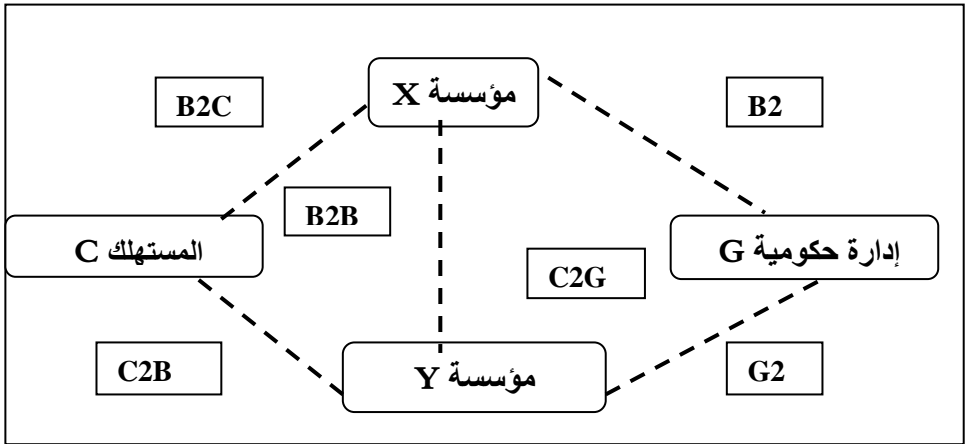 مؤسسة X
B2C
B2
B2B
المستهلك C
إدارة حكومية G
C2G
C2B
مؤسسة Y
G2